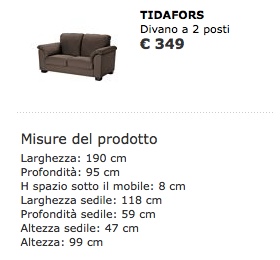 TIDAFORS
Divano a 2 posti
€ 349
Misure del prodotto
Larghezza: 190 cm
Profondità: 95 cm
H spazio sotto il mobile: 8 cm
Larghezza sedile: 118 cm
Profondità sedile: 59 cm
Altezza sedile: 47 cm
Altezza: 99 cm